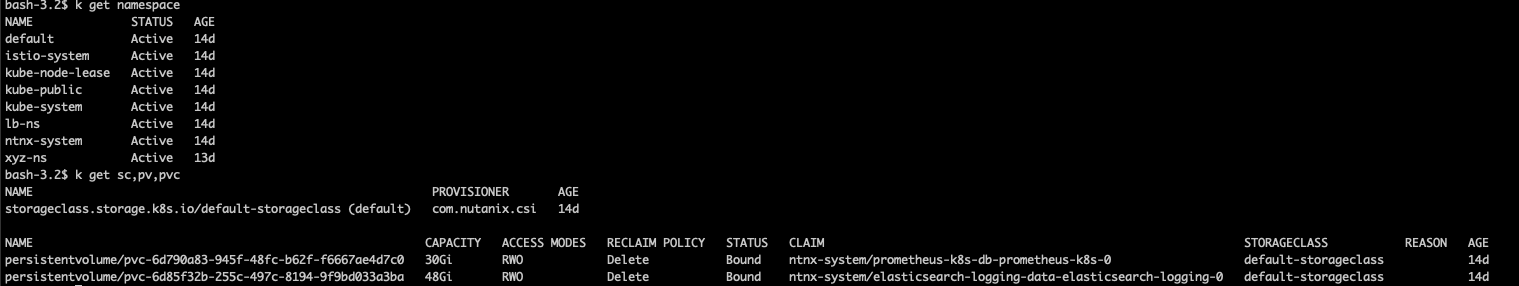 bash-3.2$ k get namespace
NAME STATUS AGE
default Active 14d
istio-system Active 14d
kube-node-lease Active 14d
kube-public Active 14d
kube-system Active 14d
lb-ns Active 14d
ntnx-system Active 14d
xyz-ns Active 13d
bash-3.2$ k get sc,pv,pvc
NAME PROVISIONER AGE
storageclass.storage.k8s.io/default-storageclass (default) com.nutanix.csi 14d
NAME CAPACITY ACCESS MODES RECLAIM POLICY STATUS CLAIM STORAGECLASS REASON AGE
persistentvolume/pvc-6d790a83-945f-48fc-b62f-f6667ae4d7c0 30Gi RWO Delete Bound ntnx-system/prometheus-k8s-db-prometheus-k8s-0 default-storageclass 14d
persistentvolume/pvc-6d85f32b-255c-497c-8194-9f9bd033a3ba 48Gi RWO Delete Bound ntnx-system/elasticsearch-logging-data-elasticsearch-logging-0 default-storageclass 14d